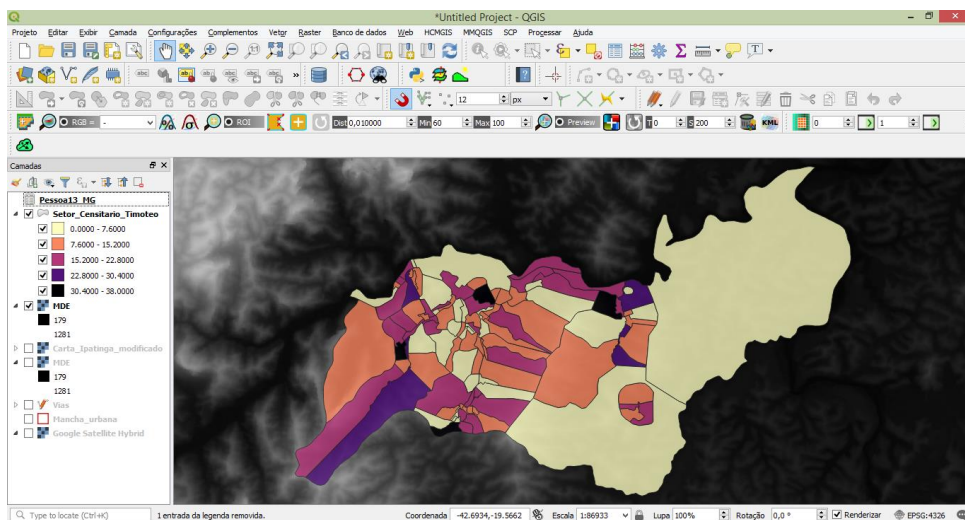 *Untitled Project - QGIS
Projeto Editar Exibir Camada Configurações Complementos Vetor Raster Banco de dados Web HCMGIS MMQGIS SCP Processar Ajuda
abc abc abc abc abc »
12 px
RGB = - ROI Dist 0,010000 Min 60 Max 100 Preview T 0 S 200 KML 0 1
Camadas
Pessoa13_MG
Setor_Censitario_Timoteo
0.0000 - 7.6000
7.6000 - 15.2000
15.2000 - 22.8000
22.8000 - 30.4000
30.4000 - 38.0000
MDE
179
1281
Carta_Ipatinga_modificado
MDE
179
1281
Vias
Mancha_urbana
Google Satellite Hybrid
Type to locate (Ctrl+K) 1 entrada da legenda removida. Coordenada -42.6934,-19.5662 Escala 1:86933 Lupa 100% Rotação 0,0 ° Renderizar EPSG:4326